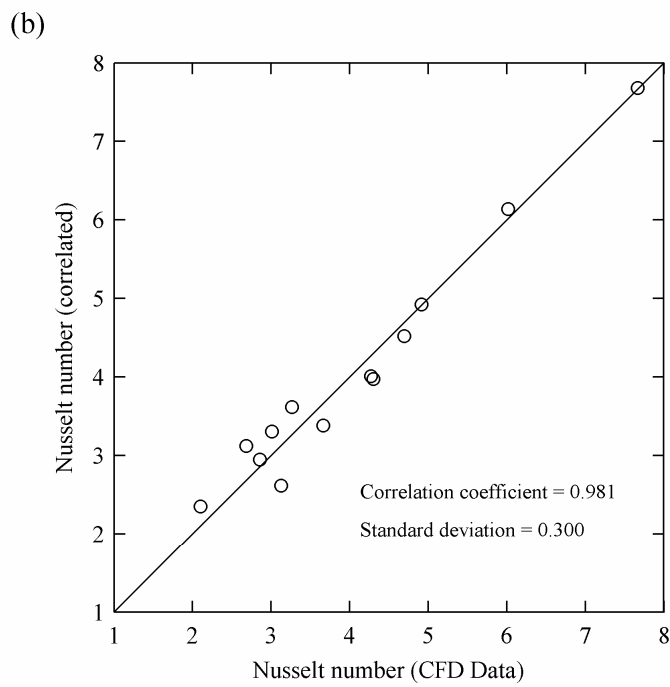 (b)
8
7
6
5
4
3
2
1
Nusselt number (correlated)
Correlation coefficient = 0.981
Standard deviation = 0.300
1 2 3 4 5 6 7 8
Nusselt number (CFD Data)